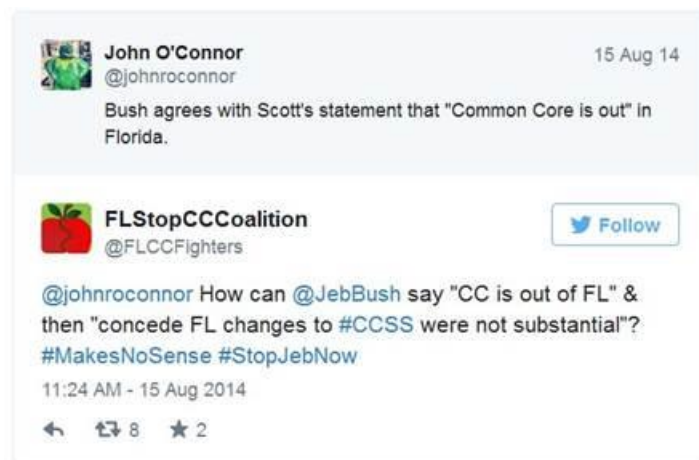 John O'Connor
15 Aug 14
@johnroconnor
Bush agrees with Scott's statement that "Common Core is out" in
Florida.
FLStopCCCoalition
Follow
@FLCCFighters
@johnroconnor How can @JebBush say "CC is out of FL" &
then "concede FL changes to #CCSS were not substantial"?
#MakesNoSense #StopJebNow
11:24 AM - 15 Aug 2014
8 2